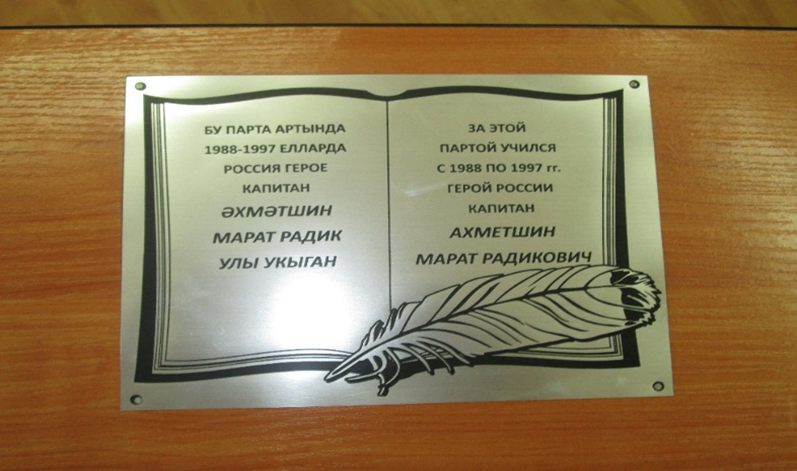 БУ ПАРТА АРТЫНДА
1988-1997 ЕЛЛАРДА
РОССИЯ ГЕРОЕ
КАПИТАН
ӘХМӘТШИН
МАРАТ РАДИК
УЛЫ УКЫГАН
ЗА ЭТОЙ
ПАРТОЙ УЧИЛСЯ
С 1988 ПО 1997 гг.
ГЕРОЙ РОССИИ
КАПИТАН
АХМЕТШИН
МАРАТ РАДИКОВИЧ